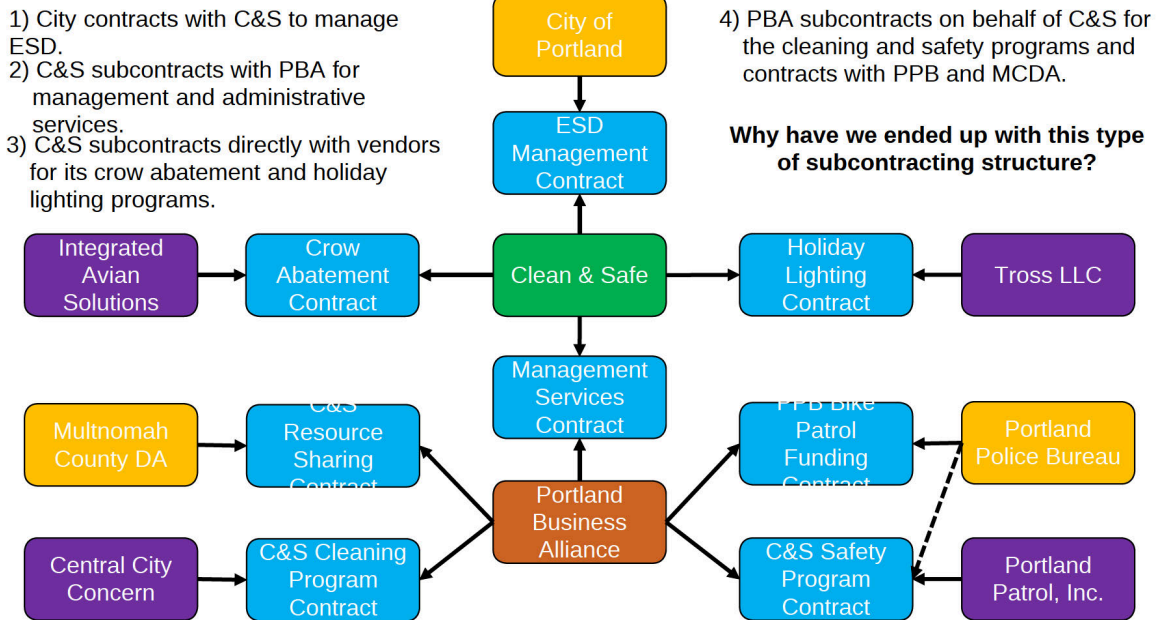 1) City contracts with C&S to manage
ESD.
2) C&S subcontracts with PBA for
management and administrative
services.
3) C&S subcontracts directly with vendors
for its crow abatement and holiday
lighting programs.
City of
Portland
4) PBA subcontracts on behalf of C&S for
the cleaning and safety programs and
contracts with PPB and MCDA.
Why have we ended up with this type
of subcontracting structure?
ESD
Management
Contract
Integrated
Avian
Solutions
Crow
Abatement
Contract
Clean & Safe
Holiday
Lighting
Contract
Tross LLC
Management
Services
Contract
Multnomah
County DA
C&S
Resource
Sharing
Contract
PPB Bike
Patrol
Funding
Contract
Portland
Police Bureau
Portland
Business
Alliance
Central City
Concern
C&S Cleaning
Program
Contract
C&S Safety
Program
Contract
Portland
Patrol, Inc.